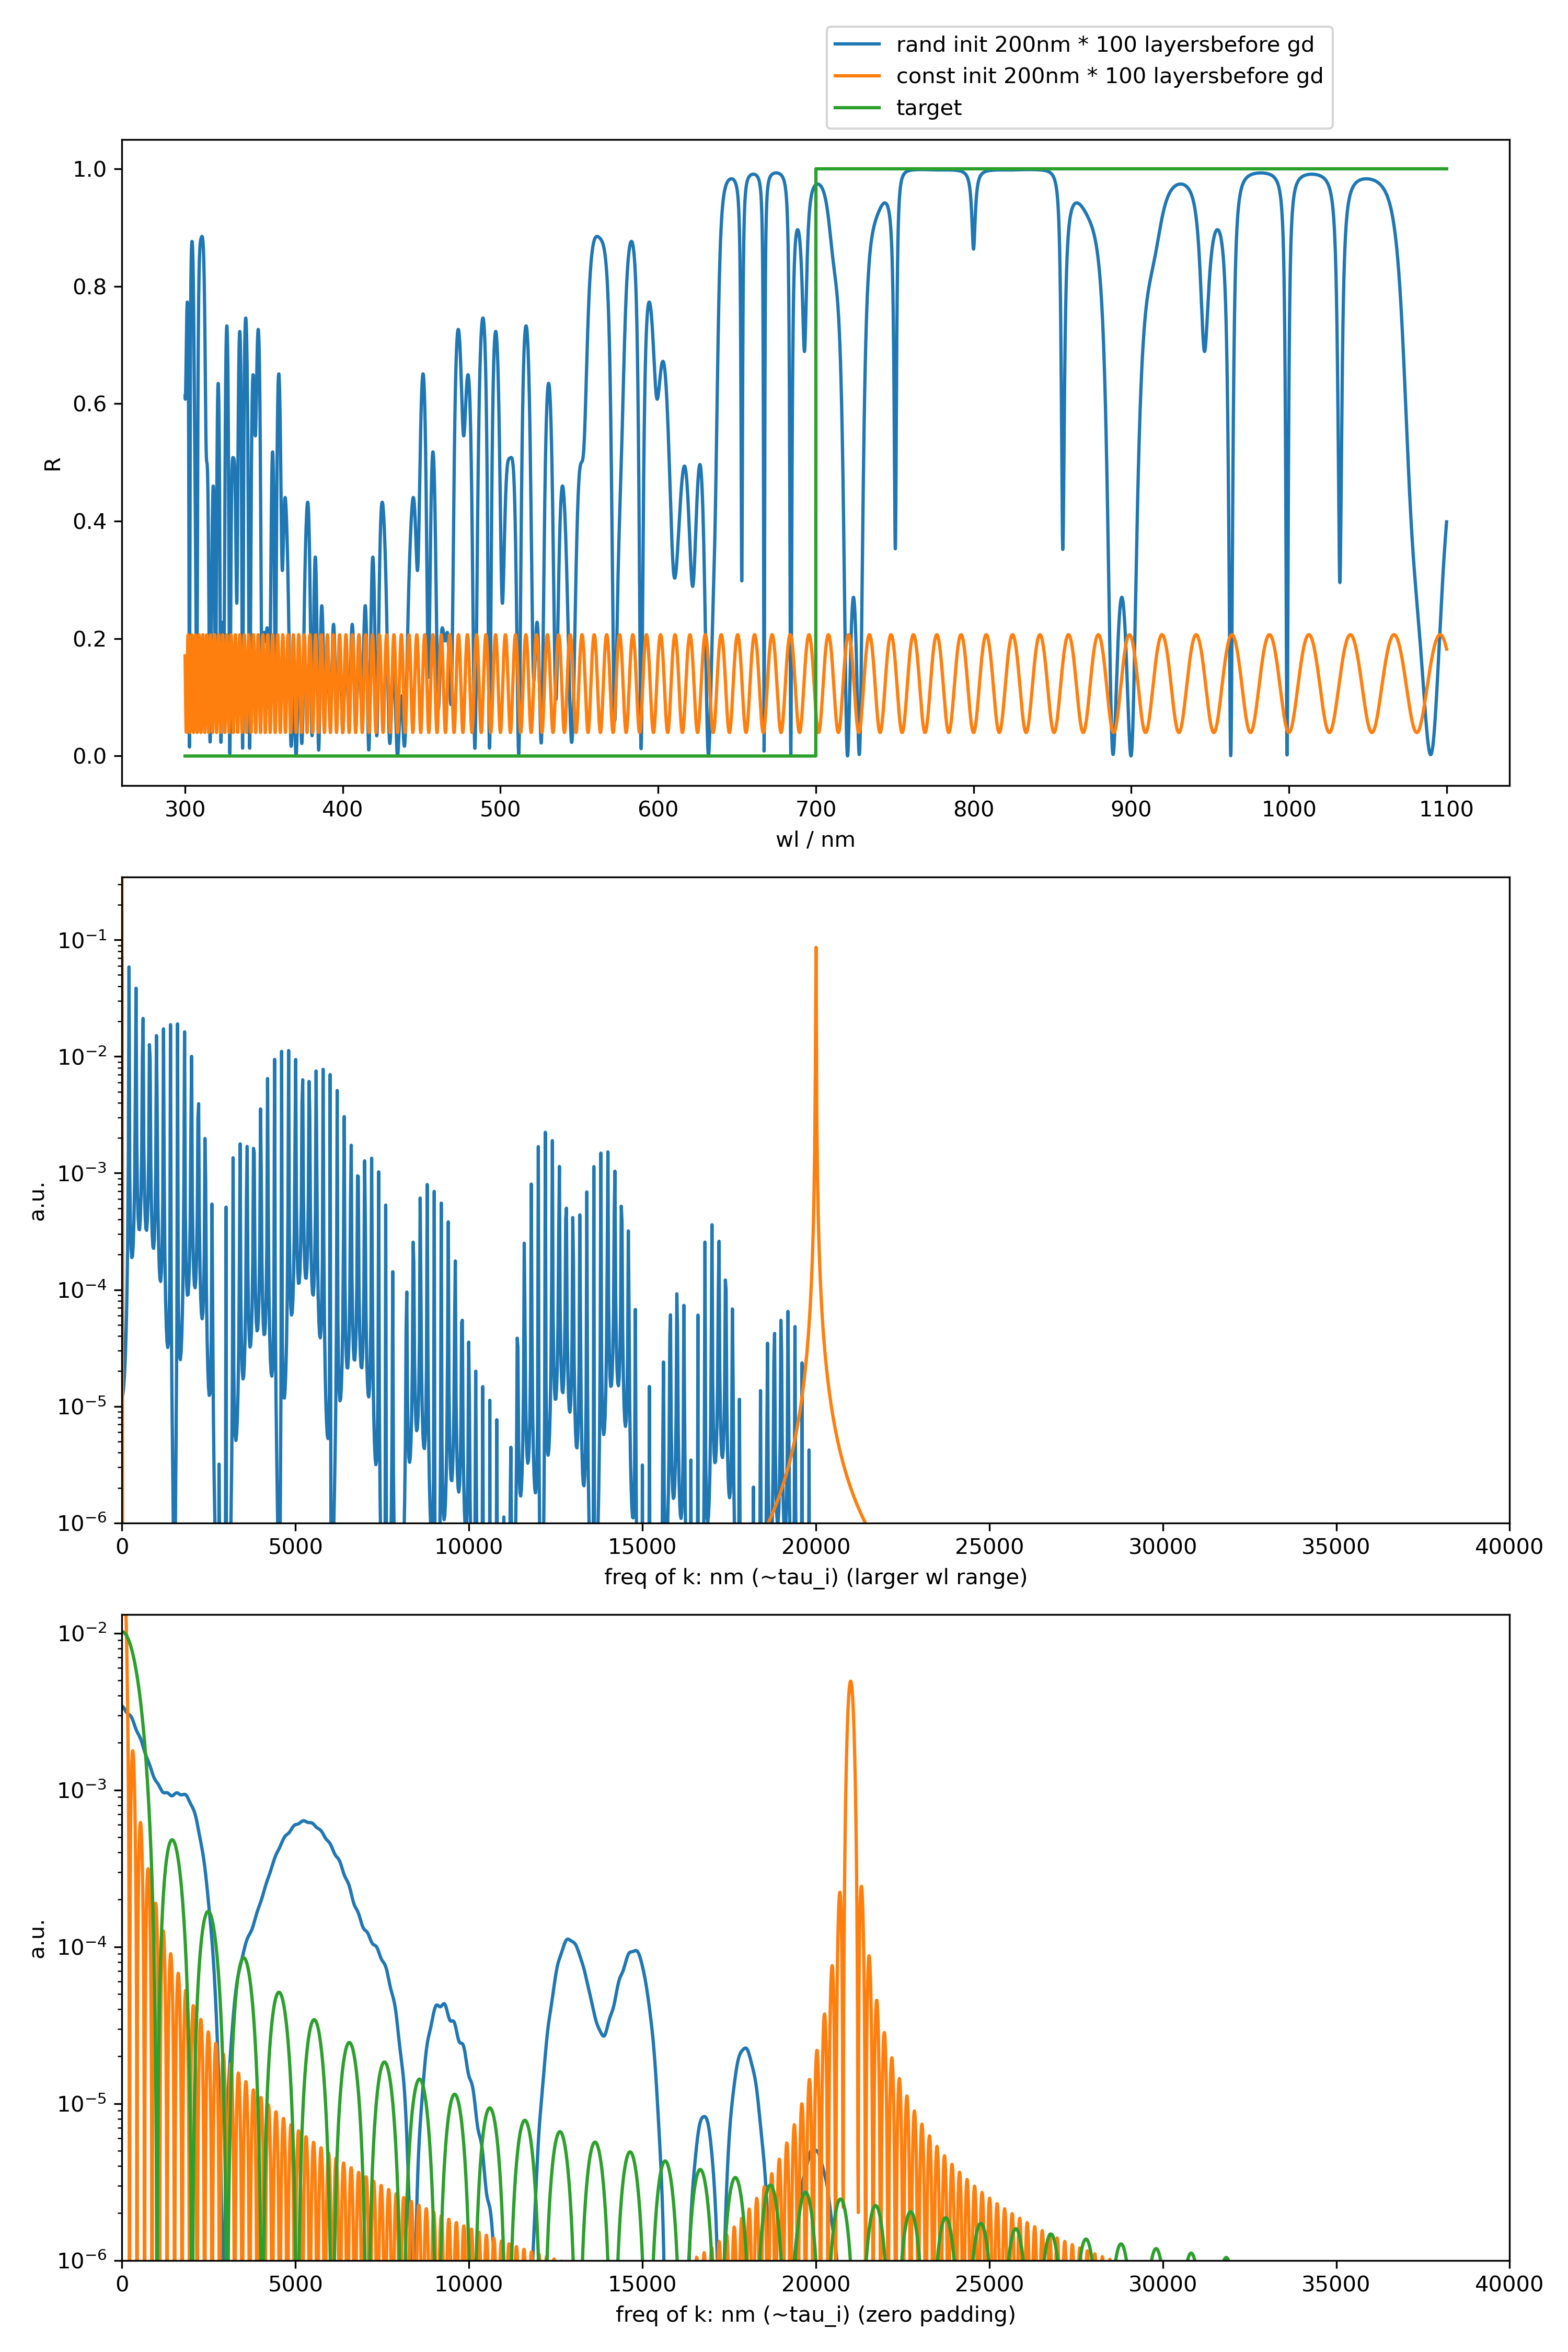 rand init 200nm * 100 layersbefore gd
const init 200nm * 100 layersbefore gd
target
1.0
0.8
0.6
0.4
0.2
0.0
R
300 400 500 600 700 800 900 1000 1100
wl / nm
10⁻¹
10⁻²
10⁻³
10⁻⁴
10⁻⁵
10⁻⁶
a.u.
0 5000 10000 15000 20000 25000 30000 35000 40000
freq of k: nm (~tau_i) (larger wl range)
10⁻²
10⁻³
10⁻⁴
10⁻⁵
10⁻⁶
a.u.
0 5000 10000 15000 20000 25000 30000 35000 40000
freq of k: nm (~tau_i) (zero padding)